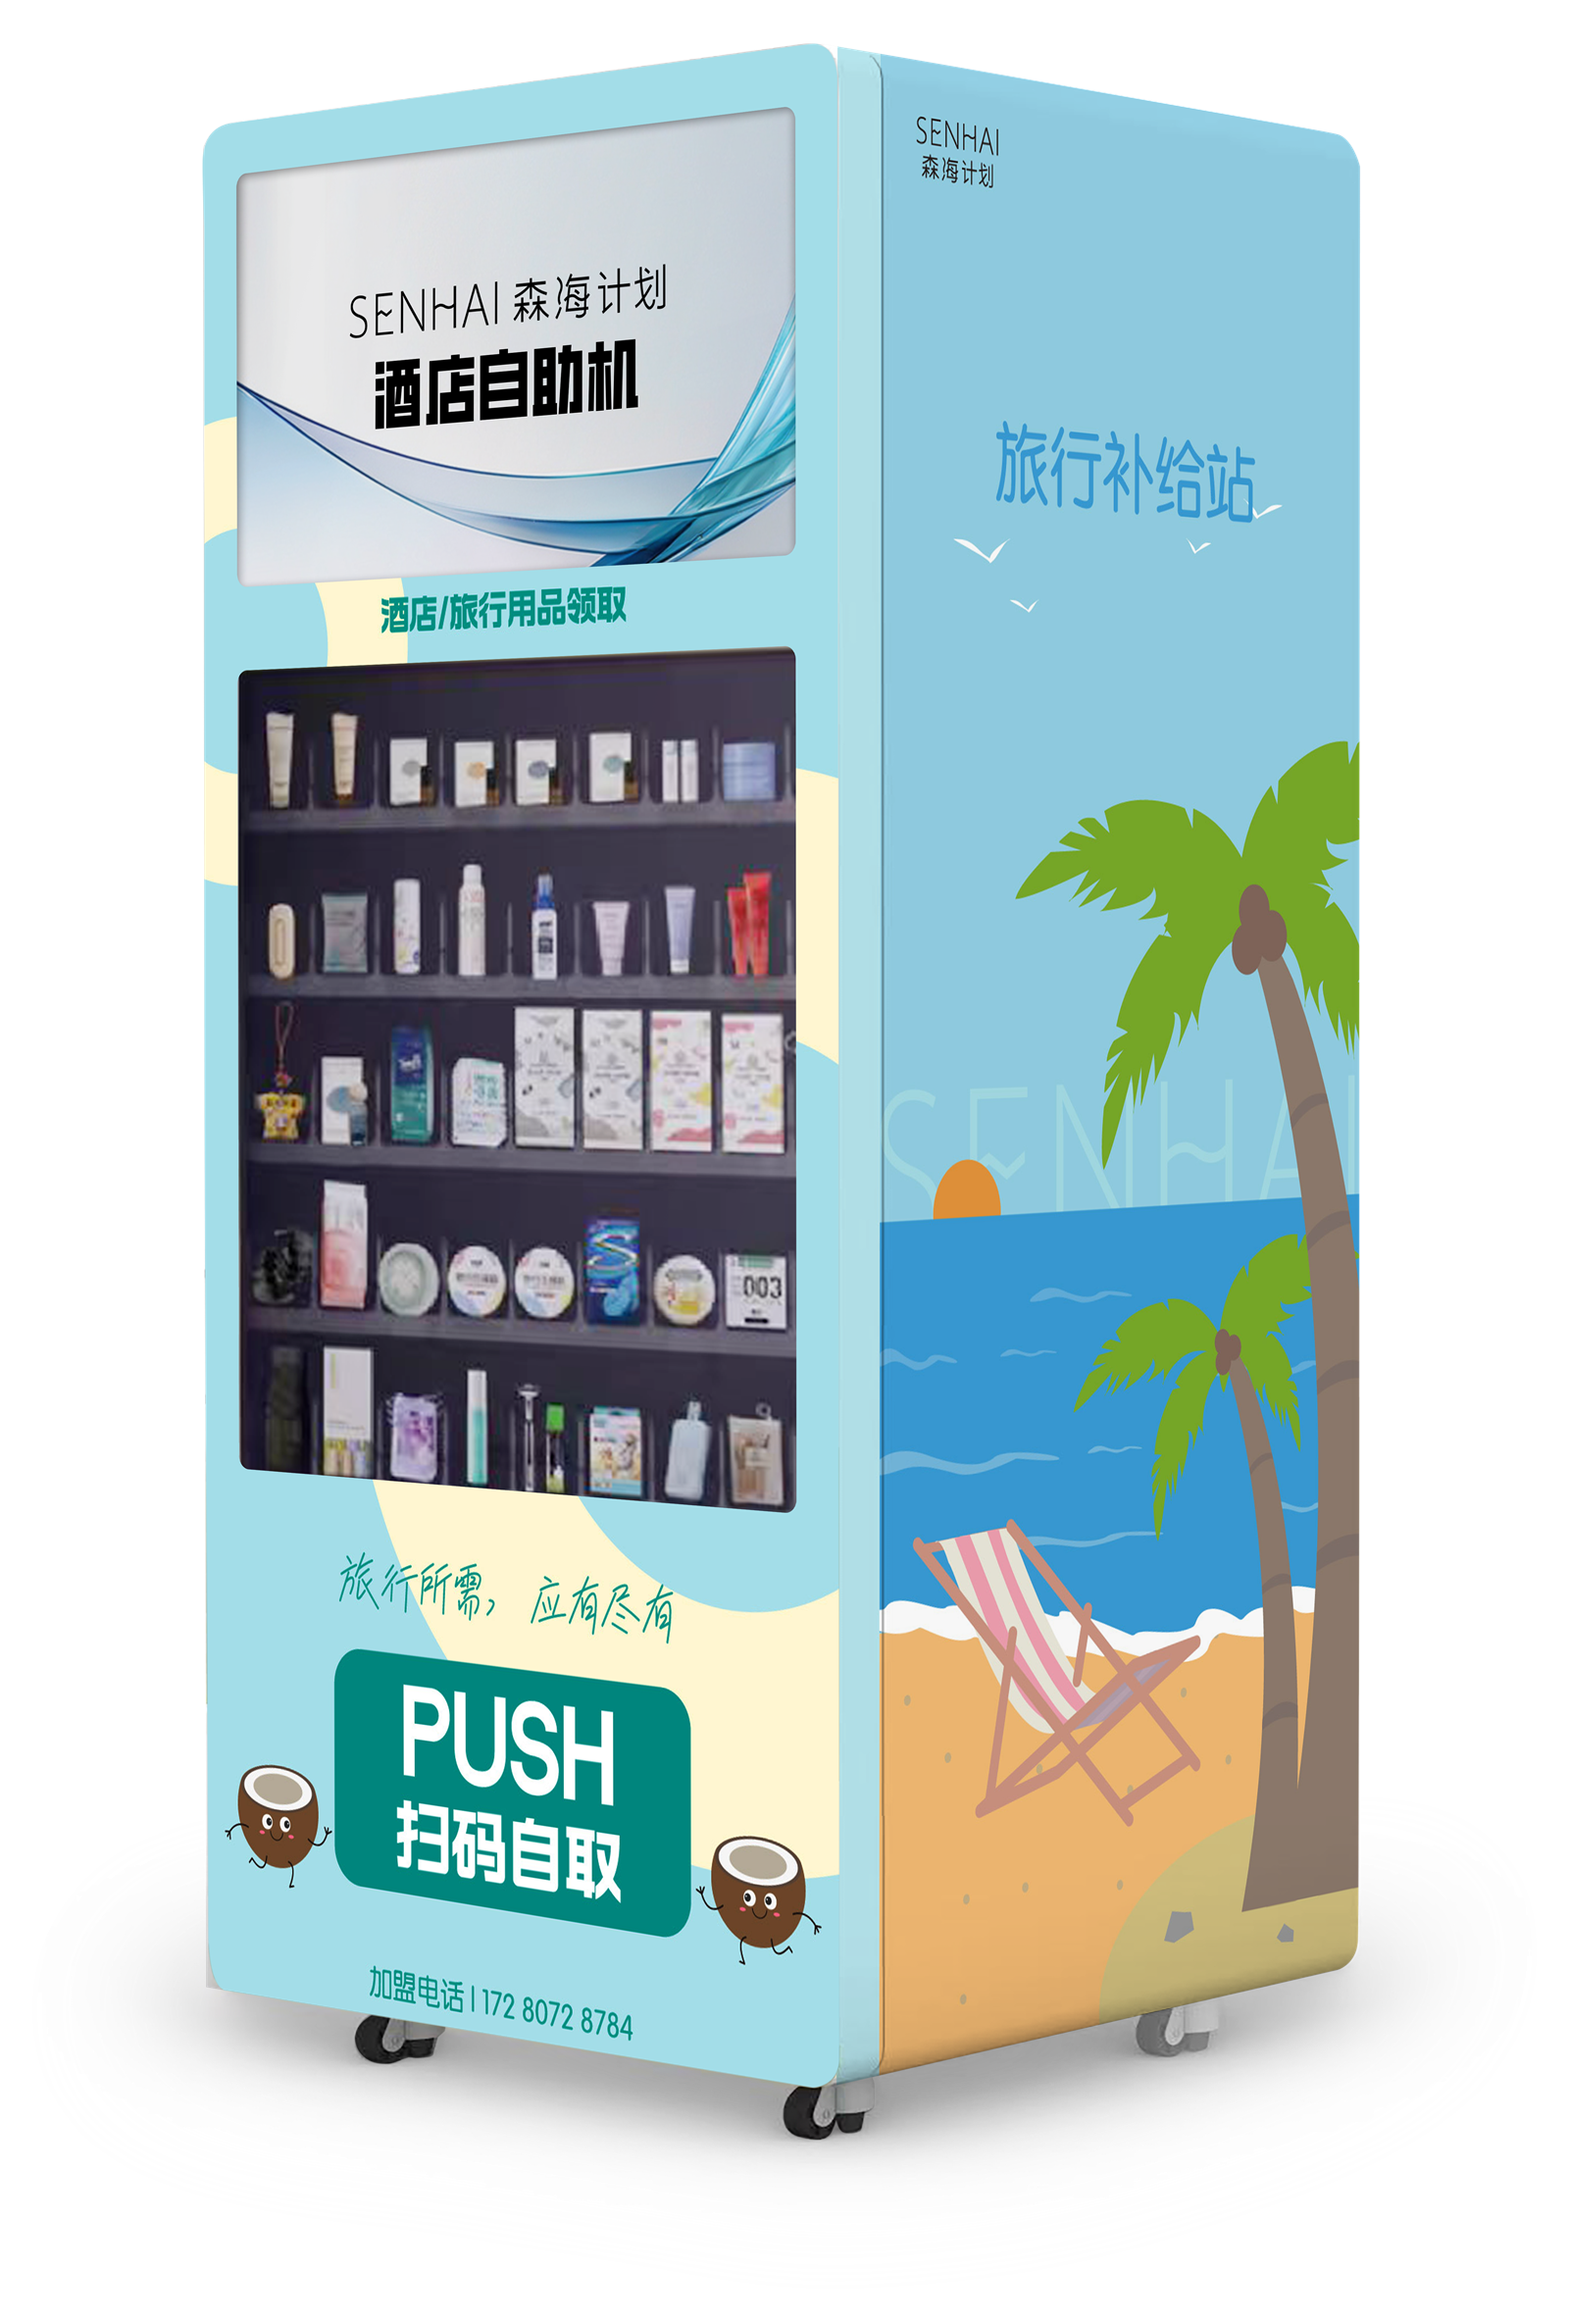 SENHAI 森海计划
酒店自助机
酒店/旅行用品领取
003
旅行所需，应有尽有
PUSH
扫码自取
加盟电话 | 172 8072 8784
SENHAI
森海计划
旅行补给站
SENHAI